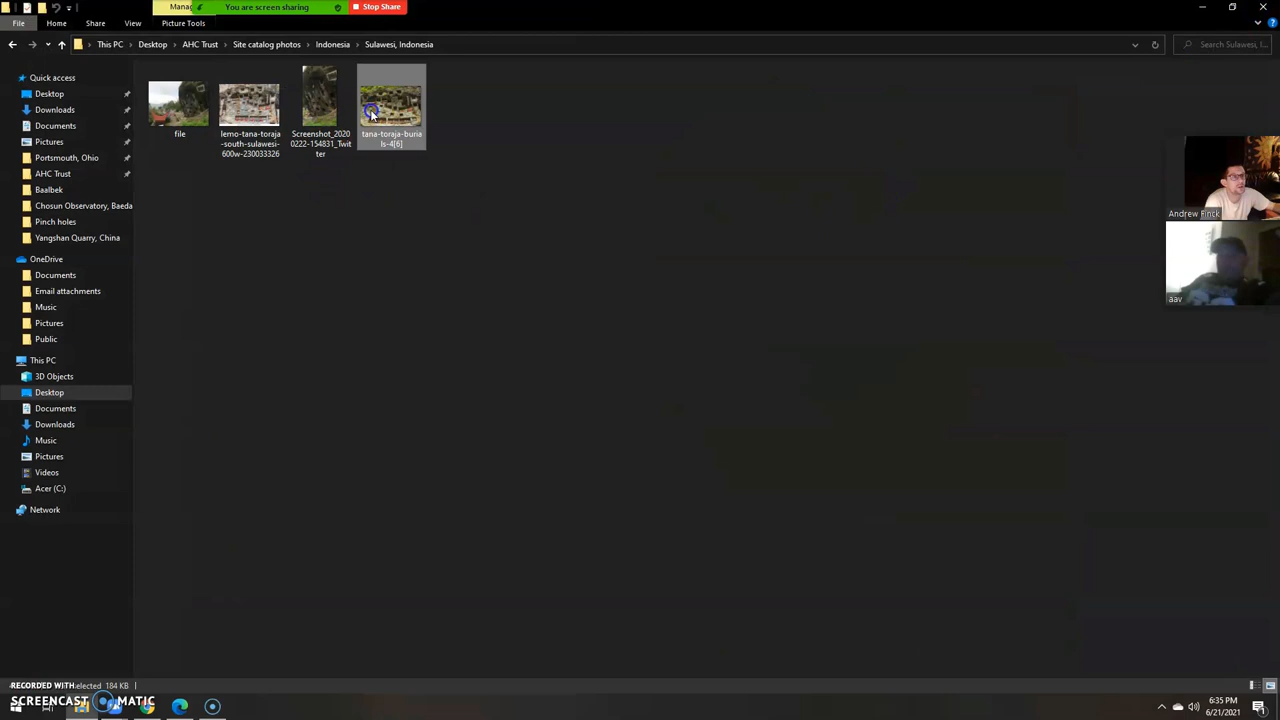 Manag
You are screen sharing
Stop Share
File
Home
Share
View
Picture Tools
This PC
Desktop
AHC Trust
Site catalog photos
Indonesia
Sulawesi, Indonesia
Search Sulawesi, I...
Quick access
Desktop
Downloads
Documents
Pictures
Portsmouth, Ohio
AHC Trust
Baalbek
Chosun Observatory, Baeda
Pinch holes
Yangshan Quarry, China
OneDrive
Documents
Email attachments
Music
Pictures
Public
This PC
3D Objects
Desktop
Documents
Downloads
Music
Pictures
Videos
Acer (C:)
Network
file
lemo-tana-toraja
-south-sulawesi-
600w-230033326
Screenshot_2020
0222-154831_Twit
ter
tana-toraja-buria
ls-4[6]
Andrew Finck
aav
RECORDED WITH
selected 184 KB
SCREENCAST MATIC
6:35 PM
6/21/2021